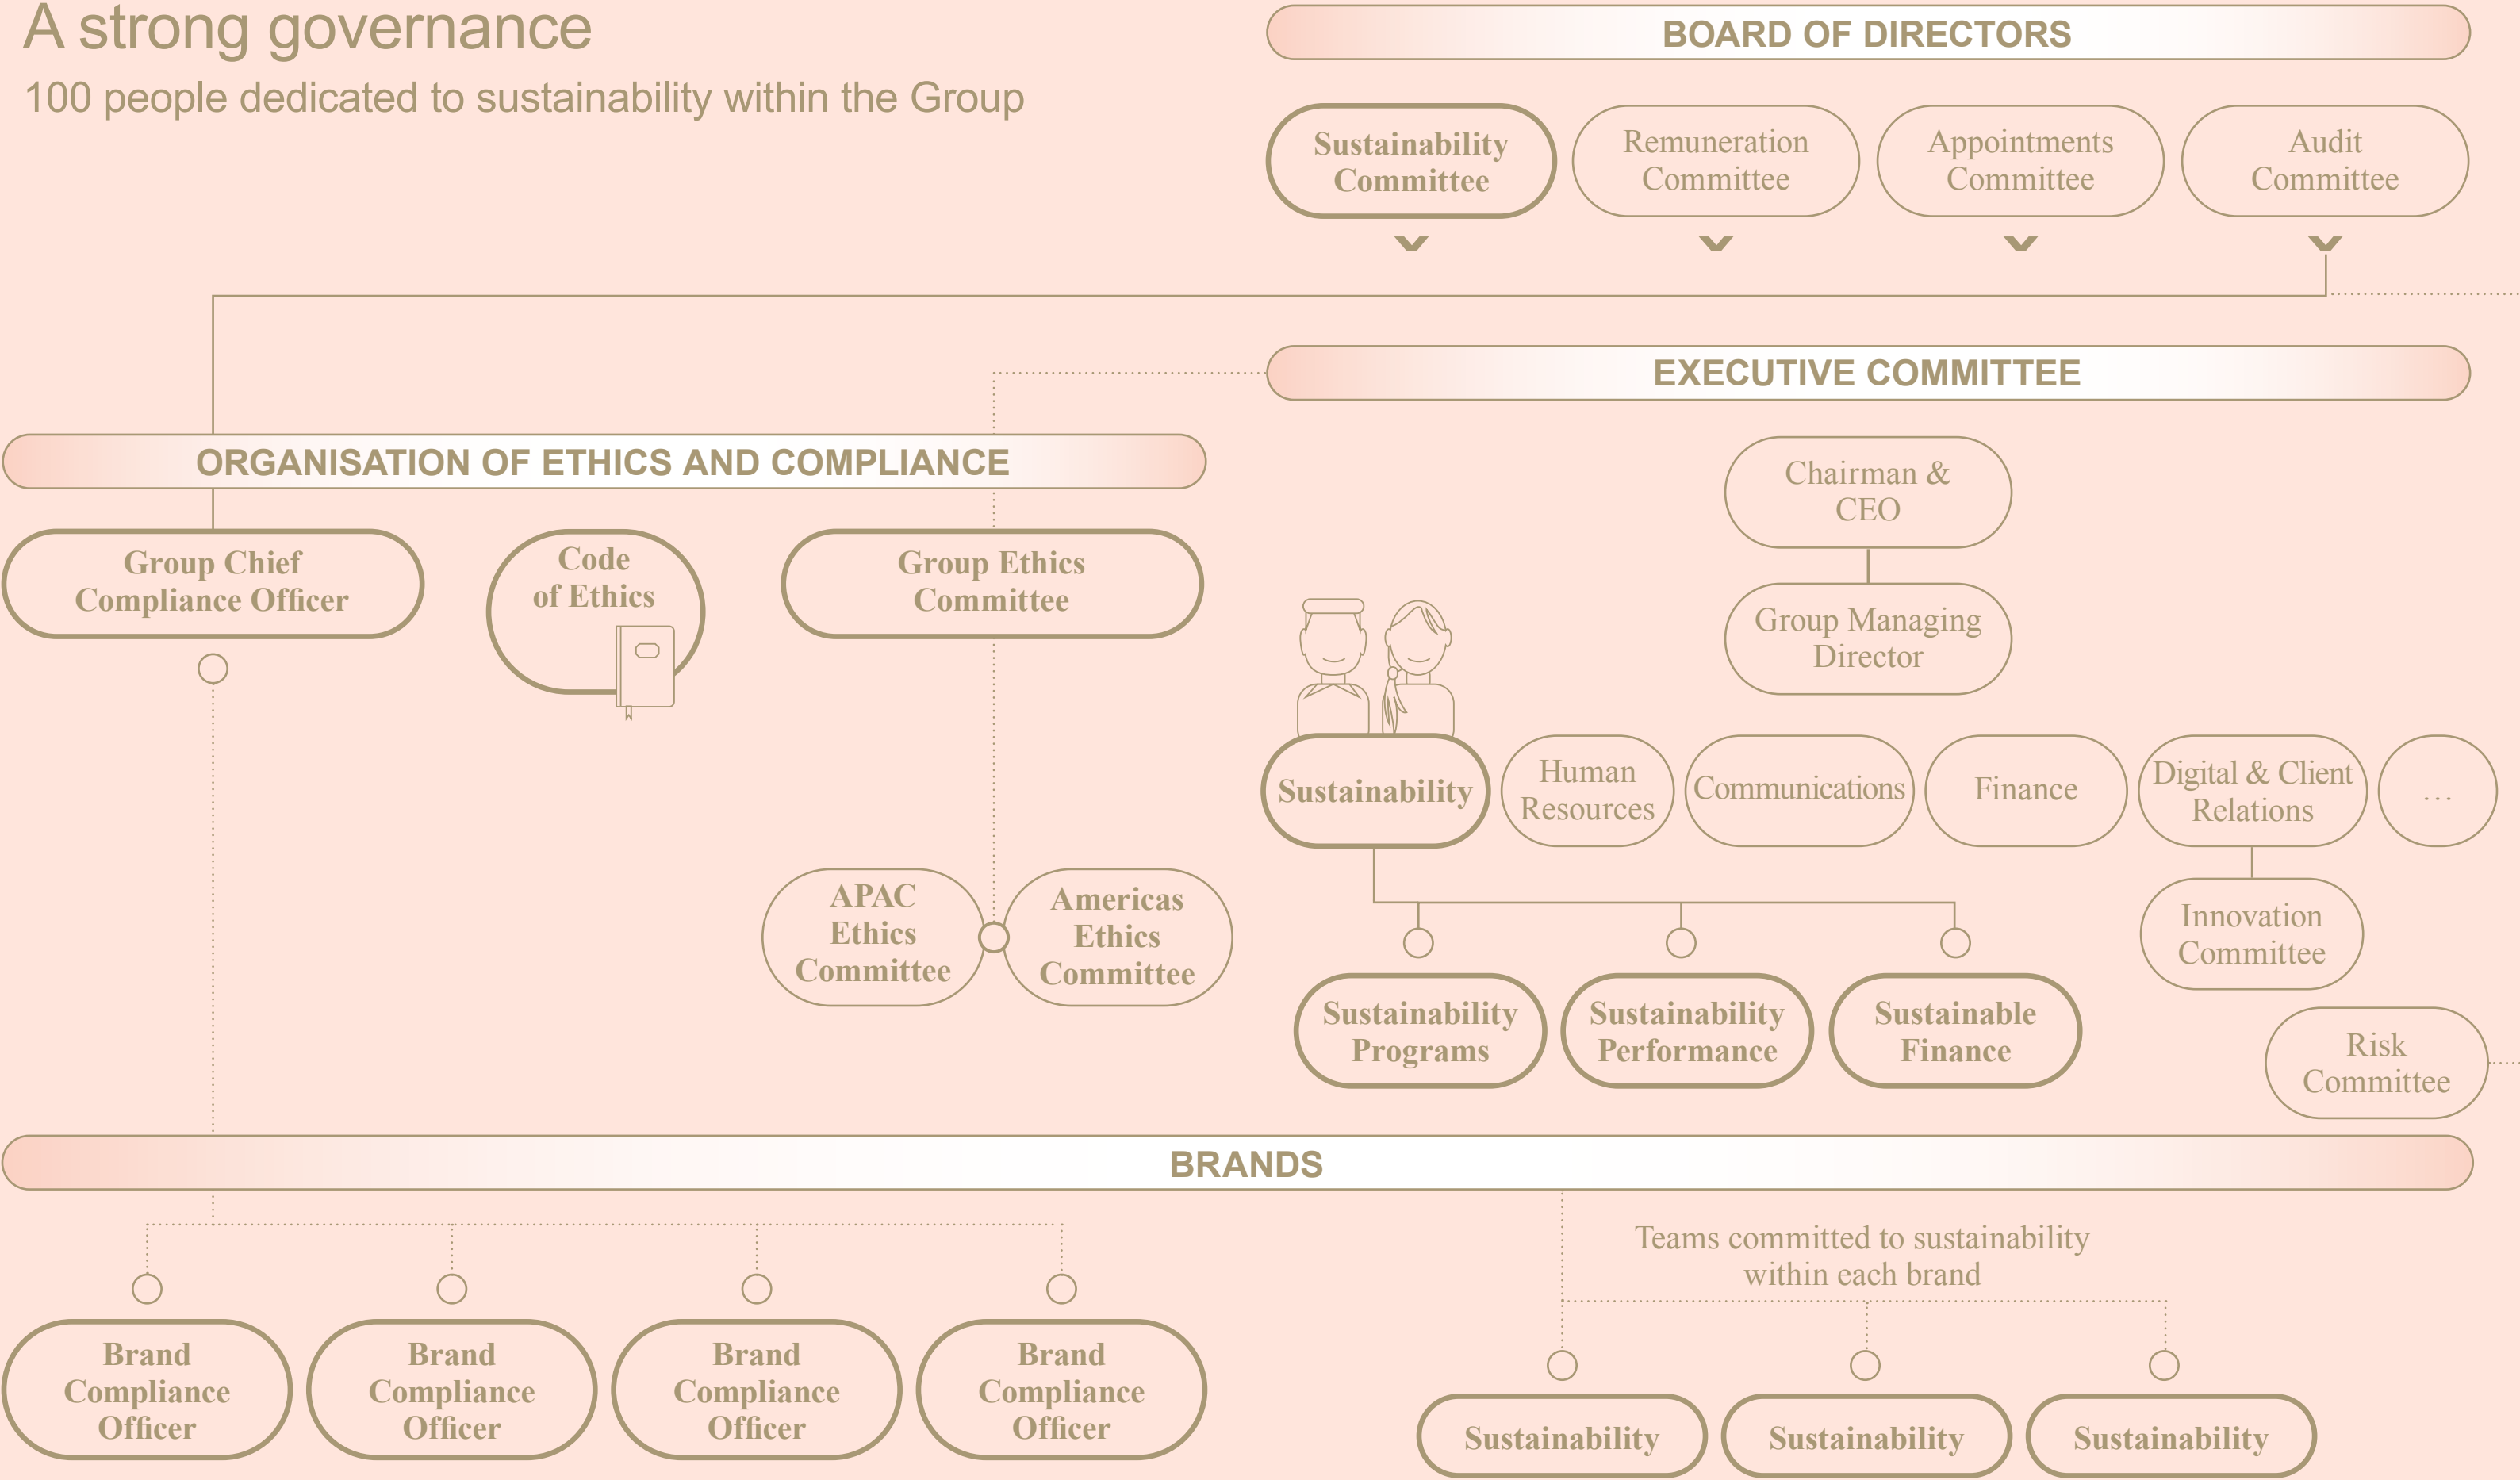 A strong governance
100 people dedicated to sustainability within the Group
BOARD OF DIRECTORS
Sustainability
Committee
Remuneration
Committee
Appointments
Committee
Audit
Committee
EXECUTIVE COMMITTEE
ORGANISATION OF ETHICS AND COMPLIANCE
Group Chief
Compliance Officer
Code
of Ethics
Group Ethics
Committee
Chairman &
CEO
Group Managing
Director
Sustainability
Human
Resources
Communications
Finance
Digital & Client
Relations
...
APAC
Ethics
Committee
Americas
Ethics
Committee
Innovation
Committee
Sustainability
Programs
Sustainability
Performance
Sustainable
Finance
Risk
Committee
BRANDS
Teams committed to sustainability
within each brand
Brand
Compliance
Officer
Brand
Compliance
Officer
Brand
Compliance
Officer
Brand
Compliance
Officer
Sustainability
Sustainability
Sustainability